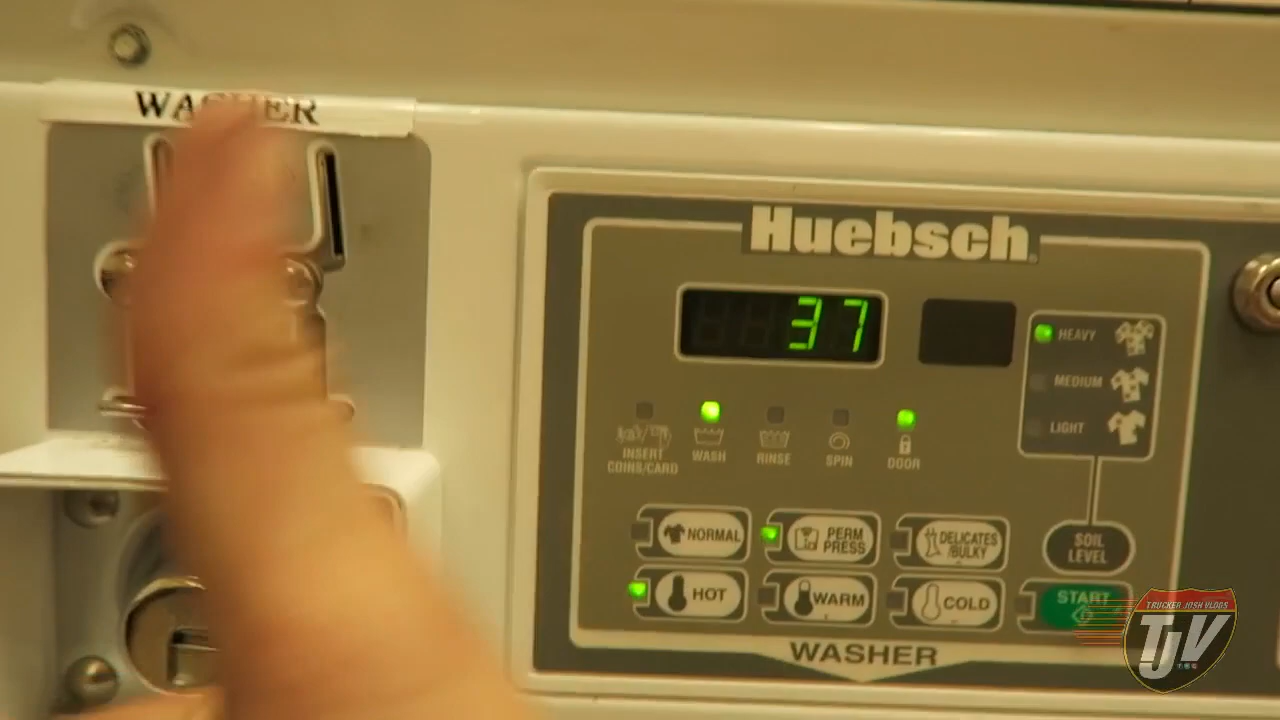 WASHER
Huebsch
37
HEAVY
MEDIUM
LIGHT
INSERT
COINS/CARD
WASH
RINSE
SPIN
DOOR
NORMAL
PERM
PRESS
DELICATES
/BULKY
SOIL
LEVEL
HOT
WARM
COLD
START
WASHER
TRUCKER JOSH VLOGS
TJV